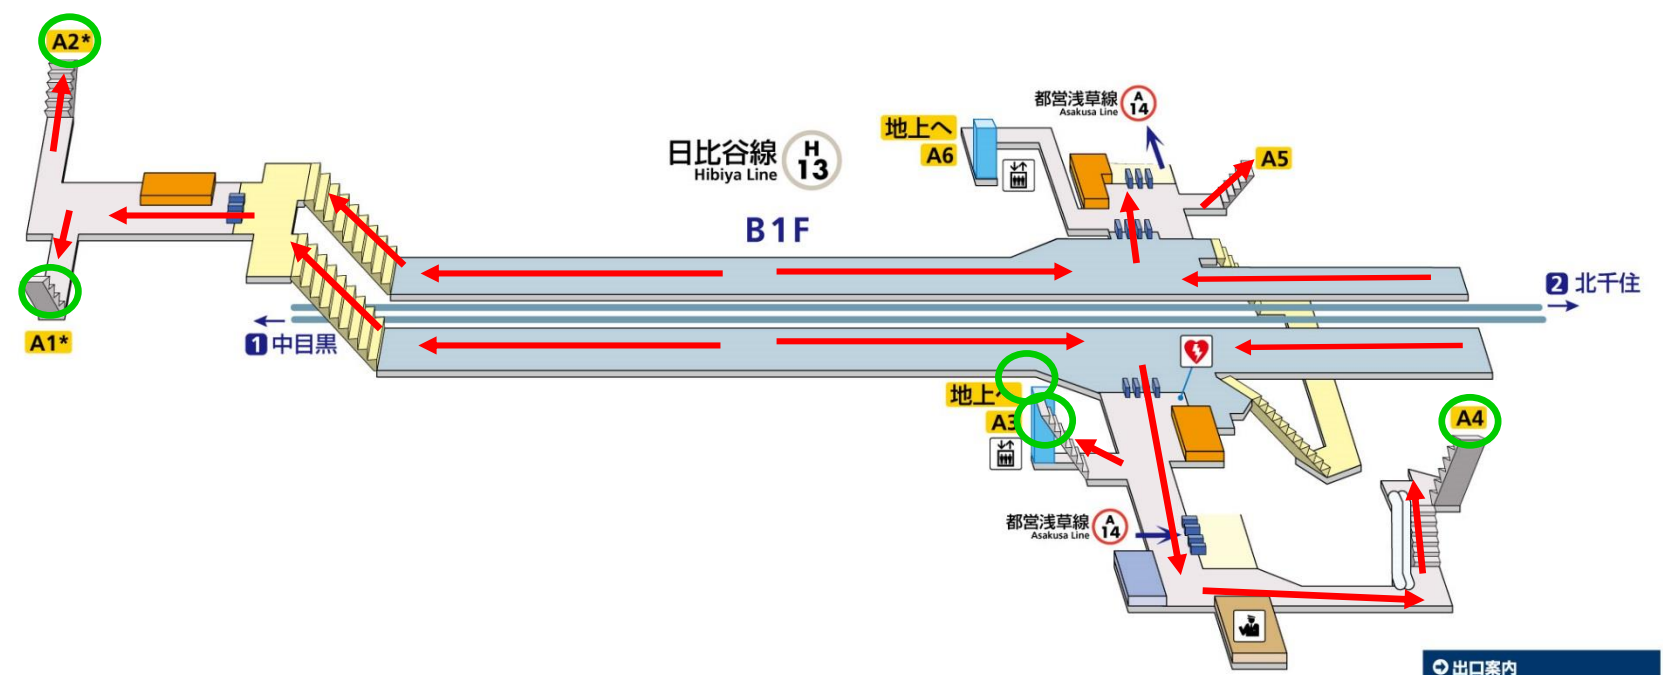 A2*
都営浅草線 A
Asakusa Line 14
地上へ
A6
A5
日比谷線 H
Hibiya Line 13
B1F
2 北千住
A1*
1 中目黒
地上
A3
A4
都営浅草線 A
Asakusa Line 14
出口案内